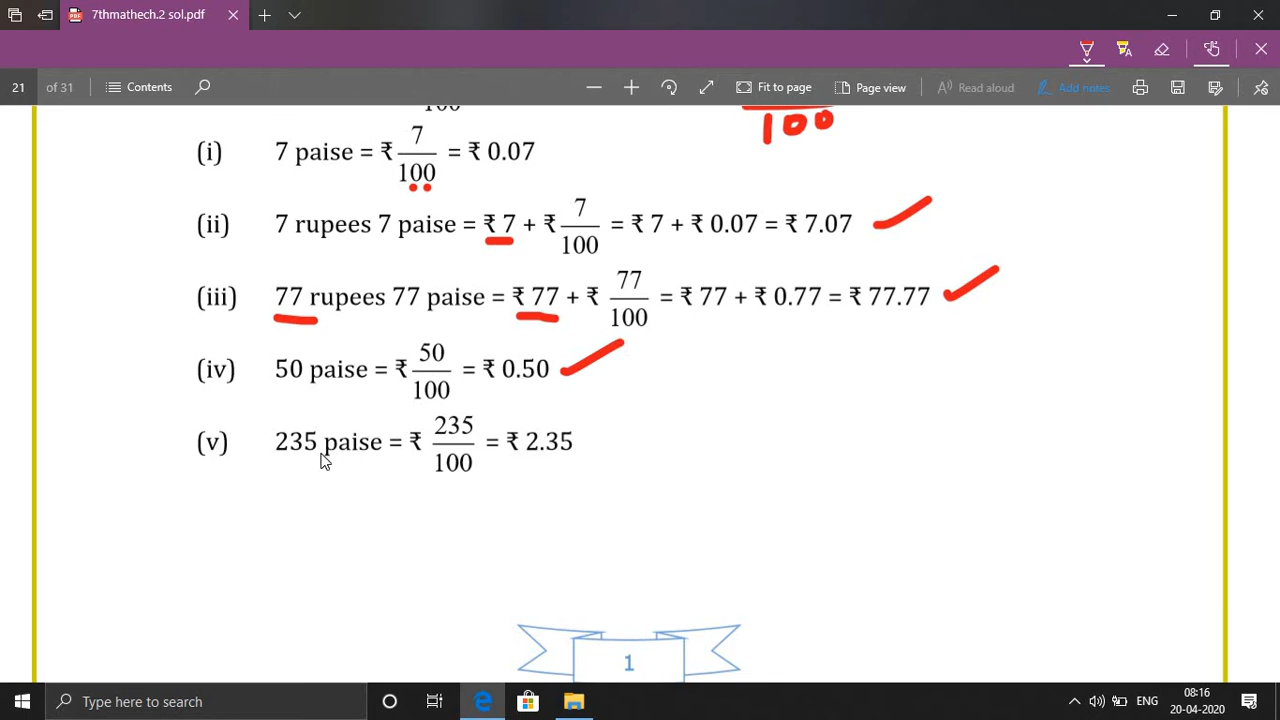 7thmathech.2 sol.pdf
21 of 31 Contents Fit to page Page view Read aloud Add notes
100
100
(i) 7 paise = ₹ 7/100 = ₹ 0.07
(ii) 7 rupees 7 paise = ₹ 7 + ₹ 7/100 = ₹ 7 + ₹ 0.07 = ₹ 7.07
(iii) 77 rupees 77 paise = ₹ 77 + ₹ 77/100 = ₹ 77 + ₹ 0.77 = ₹ 77.77
(iv) 50 paise = ₹ 50/100 = ₹ 0.50
(v) 235 paise = ₹ 235/100 = ₹ 2.35
1
Type here to search
ENG
08:16
20-04-2020